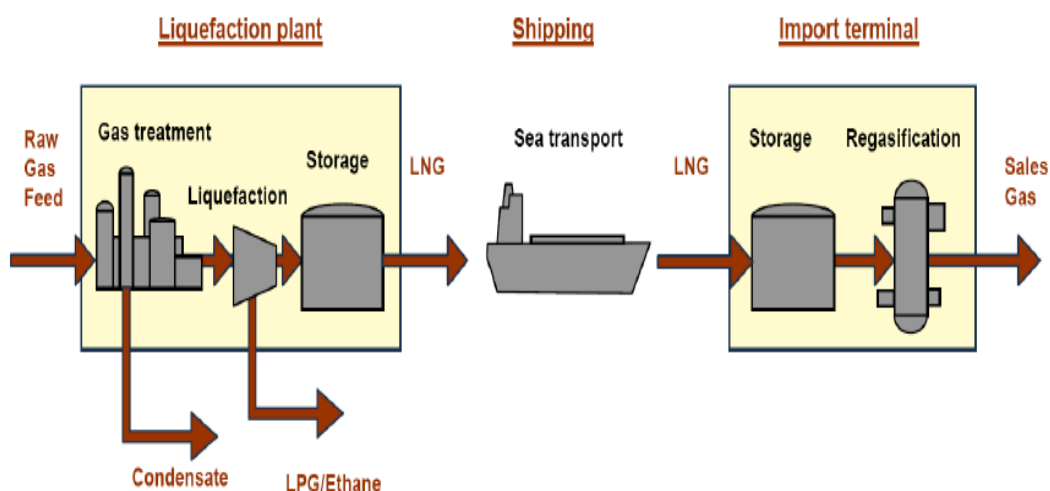 Liquefaction plant
Shipping
Import terminal
Raw
Gas
Feed
Gas treatment
Liquefaction
Storage
LNG
Sea transport
LNG
Storage
Regasification
Sales
Gas
Condensate
LPG/Ethane